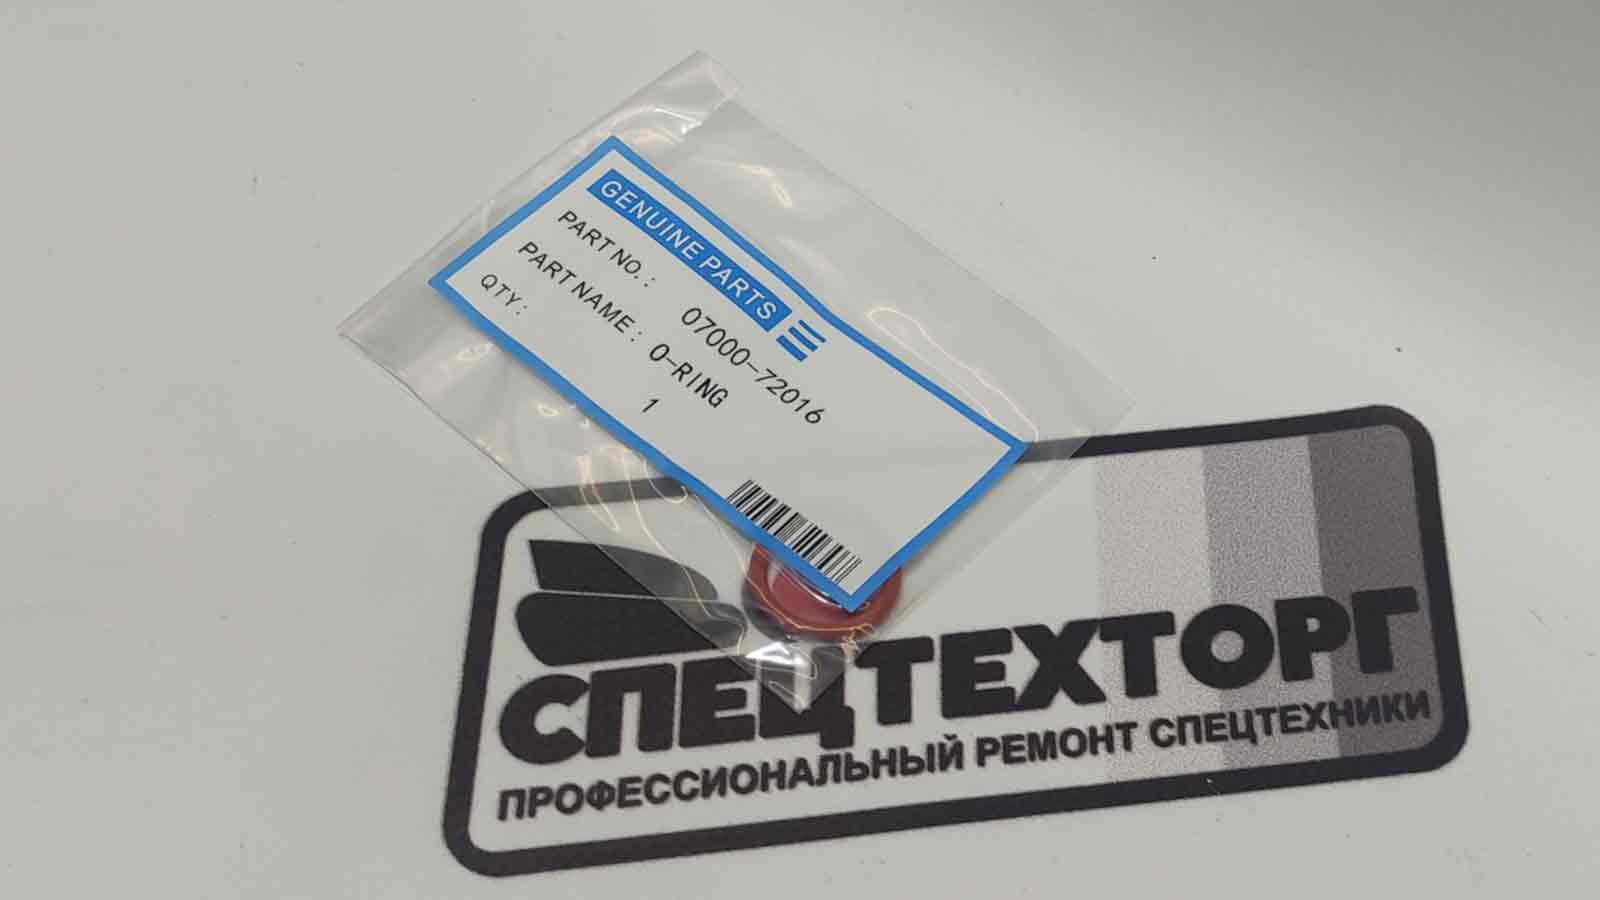 GENUINE PARTS
PART NO.: 07000-72016
PART NAME: O-RING
QTY: 1
СПЕЦТЕХТОРГ
ПРОФЕССИОНАЛЬНЫЙ РЕМОНТ СПЕЦТЕХНИКИ